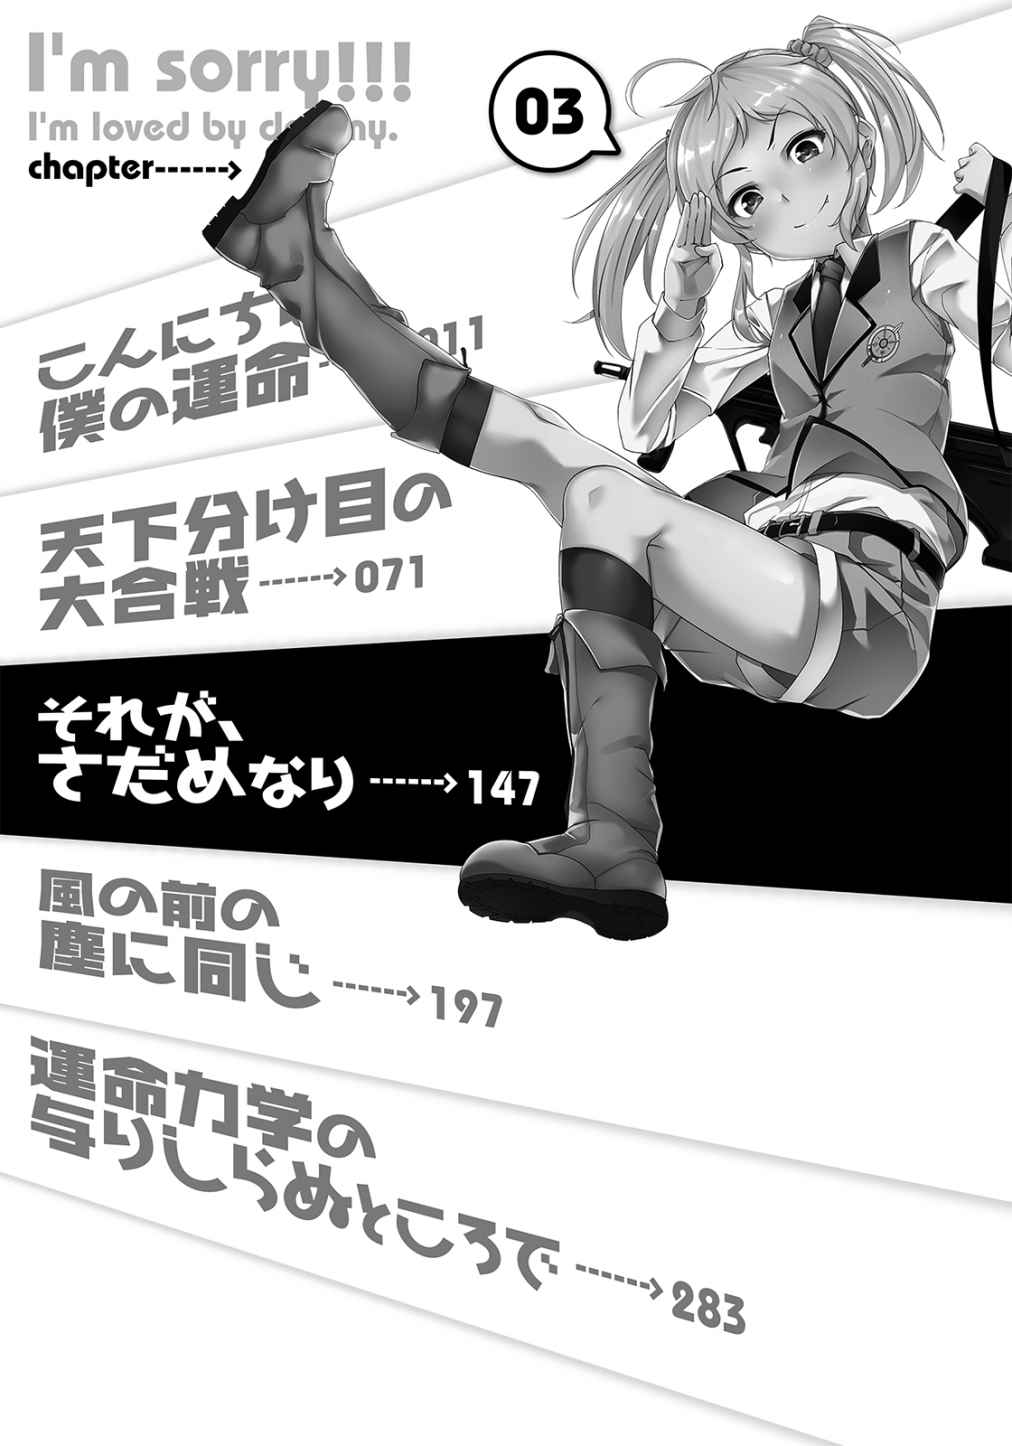 I'm sorry!!!
I'm loved by
chapter------>
03
こんにち
僕の運命
011
天下分け目の
大合戦------>071
それが、
さだめなり------>147
風の前の
塵に同じ------>197
運命力学の
与りしらぬところで------>283